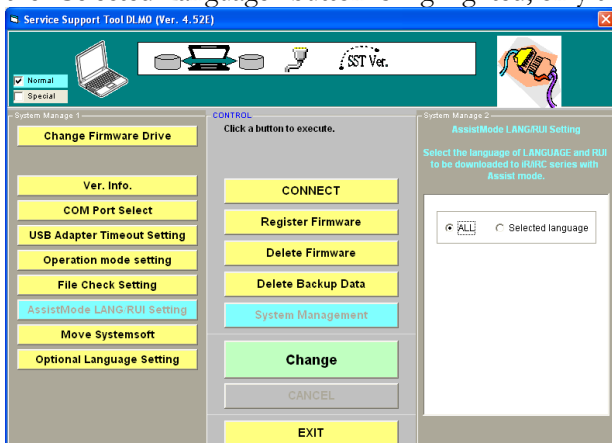 Service Support Tool DLM0 (Ver. 4.52E)
SST Ver.
Normal
Special
System Manage 1
Change Firmware Drive
Ver. Info.
COM Port Select
USB Adapter Timeout Setting
Operation mode setting
File Check Setting
AssistMode LANG RUI Setting
Move Systemsoft
Optional Language Setting
CONTROL
Click a button to execute.
CONNECT
Register Firmware
Delete Firmware
Delete Backup Data
System Management
Change
CANCEL
EXIT
System Manage 2
AssistMode LANG/RUI Setting
Select the language of LANGUAGE and RUI
to be downloaded to iR/iRC series with
Assist mode.
ALL Selected language